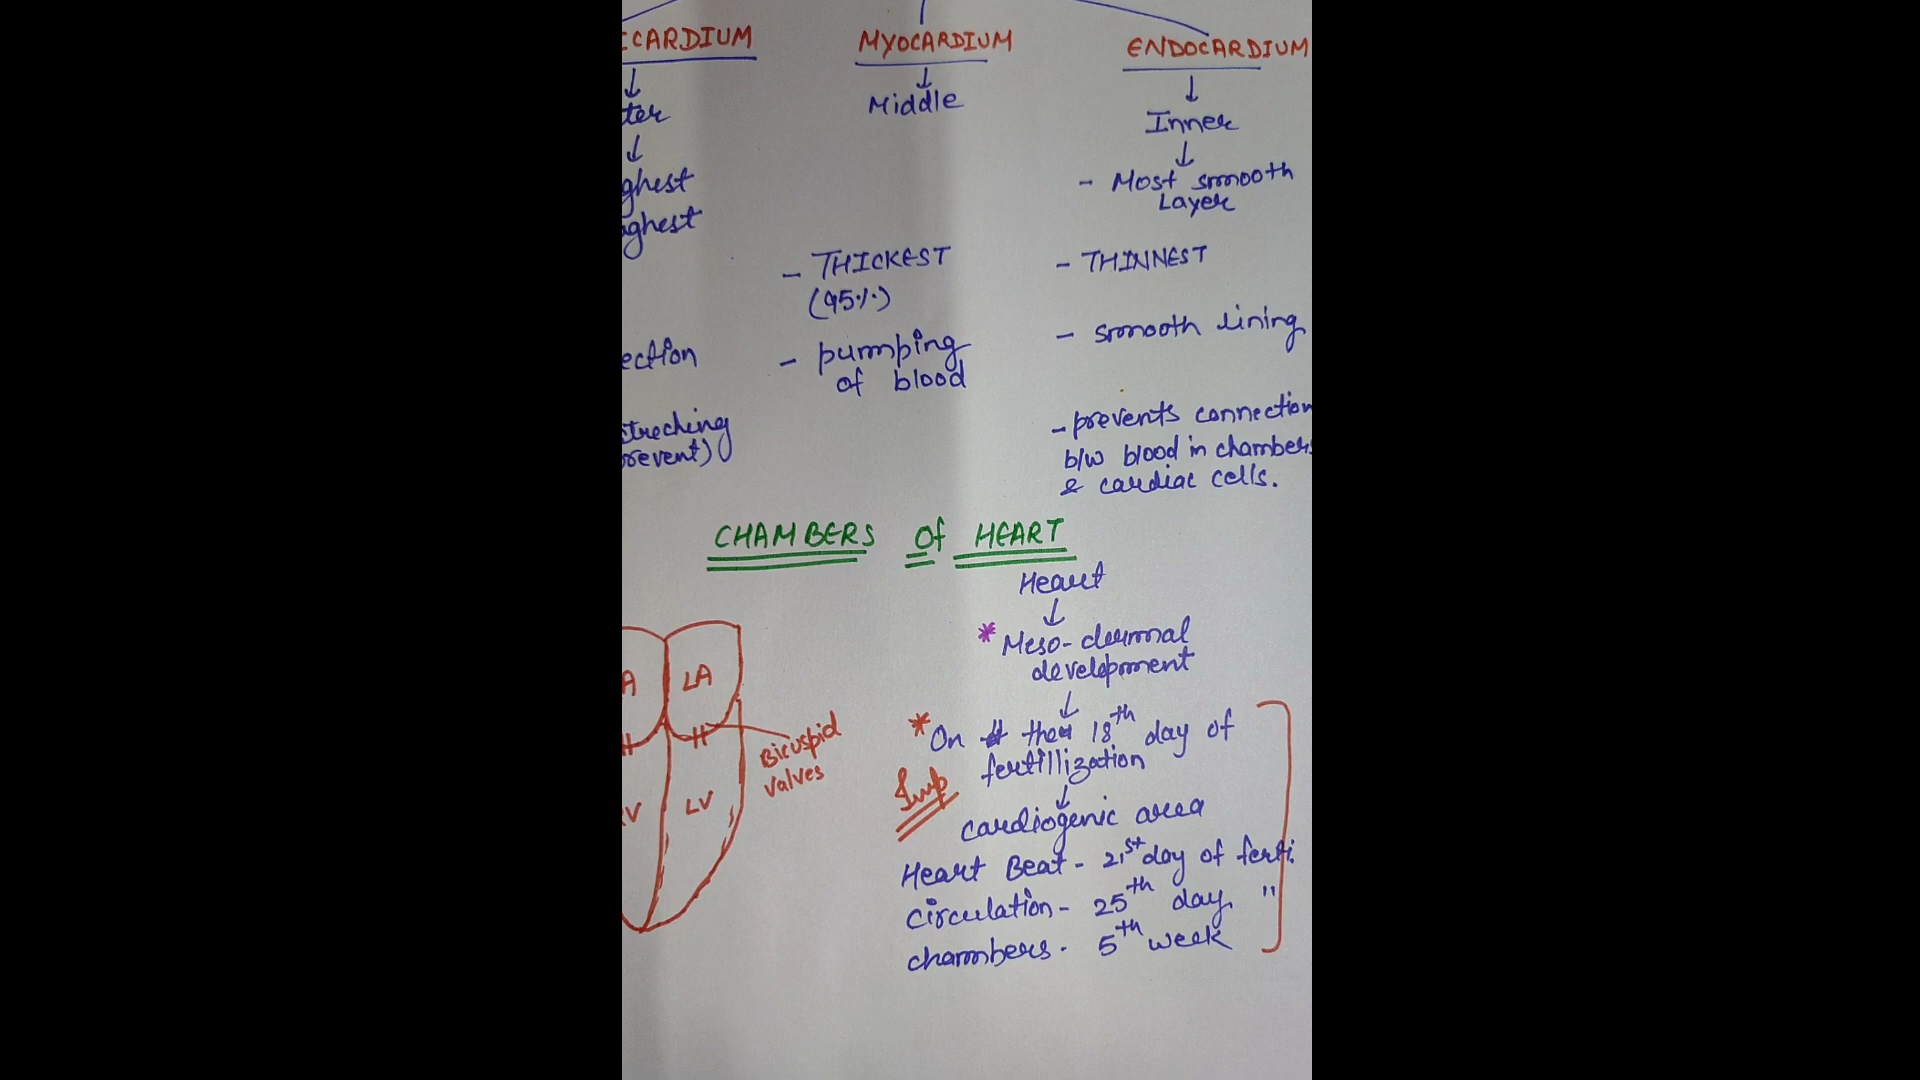 ICARDIUM MYOCARDIUM ENDOCARDIUM
ter Middle Inner
ghest - Most smooth
Layer
ghest
- THICKEST - THINNEST
(95%)
ection - pumping - smooth lining
of blood
treching - prevents connection
revent) b/w blood in chambers
& cardiac cells.
CHAMBERS of HEART
Heart
* Meso-dermal
development
A LA
* On the 18th day of
H H Bicuspid
valves
fertillization
Imp
V LV
cardiogenic area
Heart Beat - 21st day of ferti.
circulation - 25th day "
chambers - 5th week